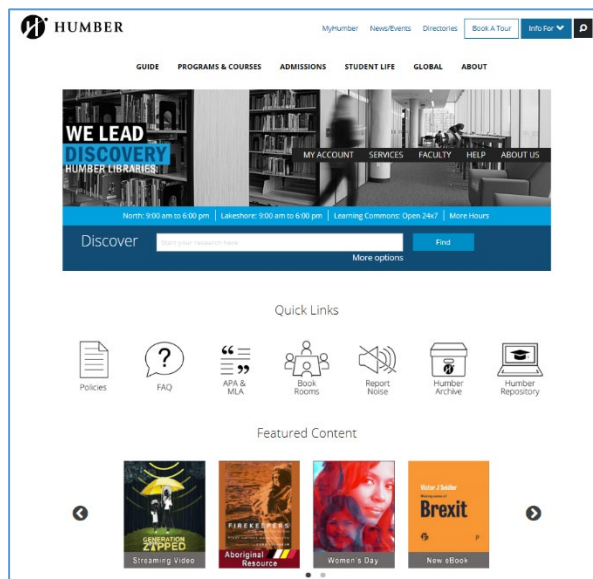 HUMBER
MyHumber News/Events Directories Book A Tour Info For
GUIDE PROGRAMS & COURSES ADMISSIONS STUDENT LIFE GLOBAL ABOUT
WE LEAD
DISCOVERY
HUMBER LIBRARIES
MY ACCOUNT SERVICES FACULTY HELP ABOUT US
North: 9:00 am to 6:00 pm | Lakeshore: 9:00 am to 6:00 pm | Learning Commons: Open 24x7 | More Hours
Discover Start your research here Find
More options
Quick Links
Policies
FAQ
APA &
MLA
Book
Rooms
Report
Noise
Humber
Archive
Humber
Repository
Featured Content
GENERATION
ZAPPED
Streaming Video
FIREKEEPERS
Aboriginal
Resource
Women's Day
Victor J Seidler
Making sense of
Brexit
P
New eBook